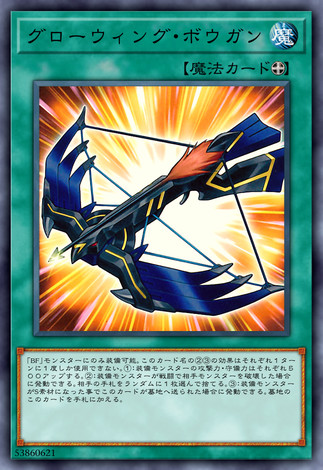 グローウィング・ボウガン
魔
【魔法カード】
「BF」モンスターにのみ装備可能。このカード名の②③の効果はそれぞれ1ター
ンに1度しか使用できない。①：装備モンスターの攻撃力・守備力はそれぞれ5
00アップする。②：装備モンスターが戦闘で相手モンスターを破壊した場合
に発動できる。相手の手札をランダムに1枚選んで捨てる。③：装備モンスター
がS素材になった事でこのカードが墓地へ送られた場合に発動できる。墓地の
このカードを手札に加える。
53860621